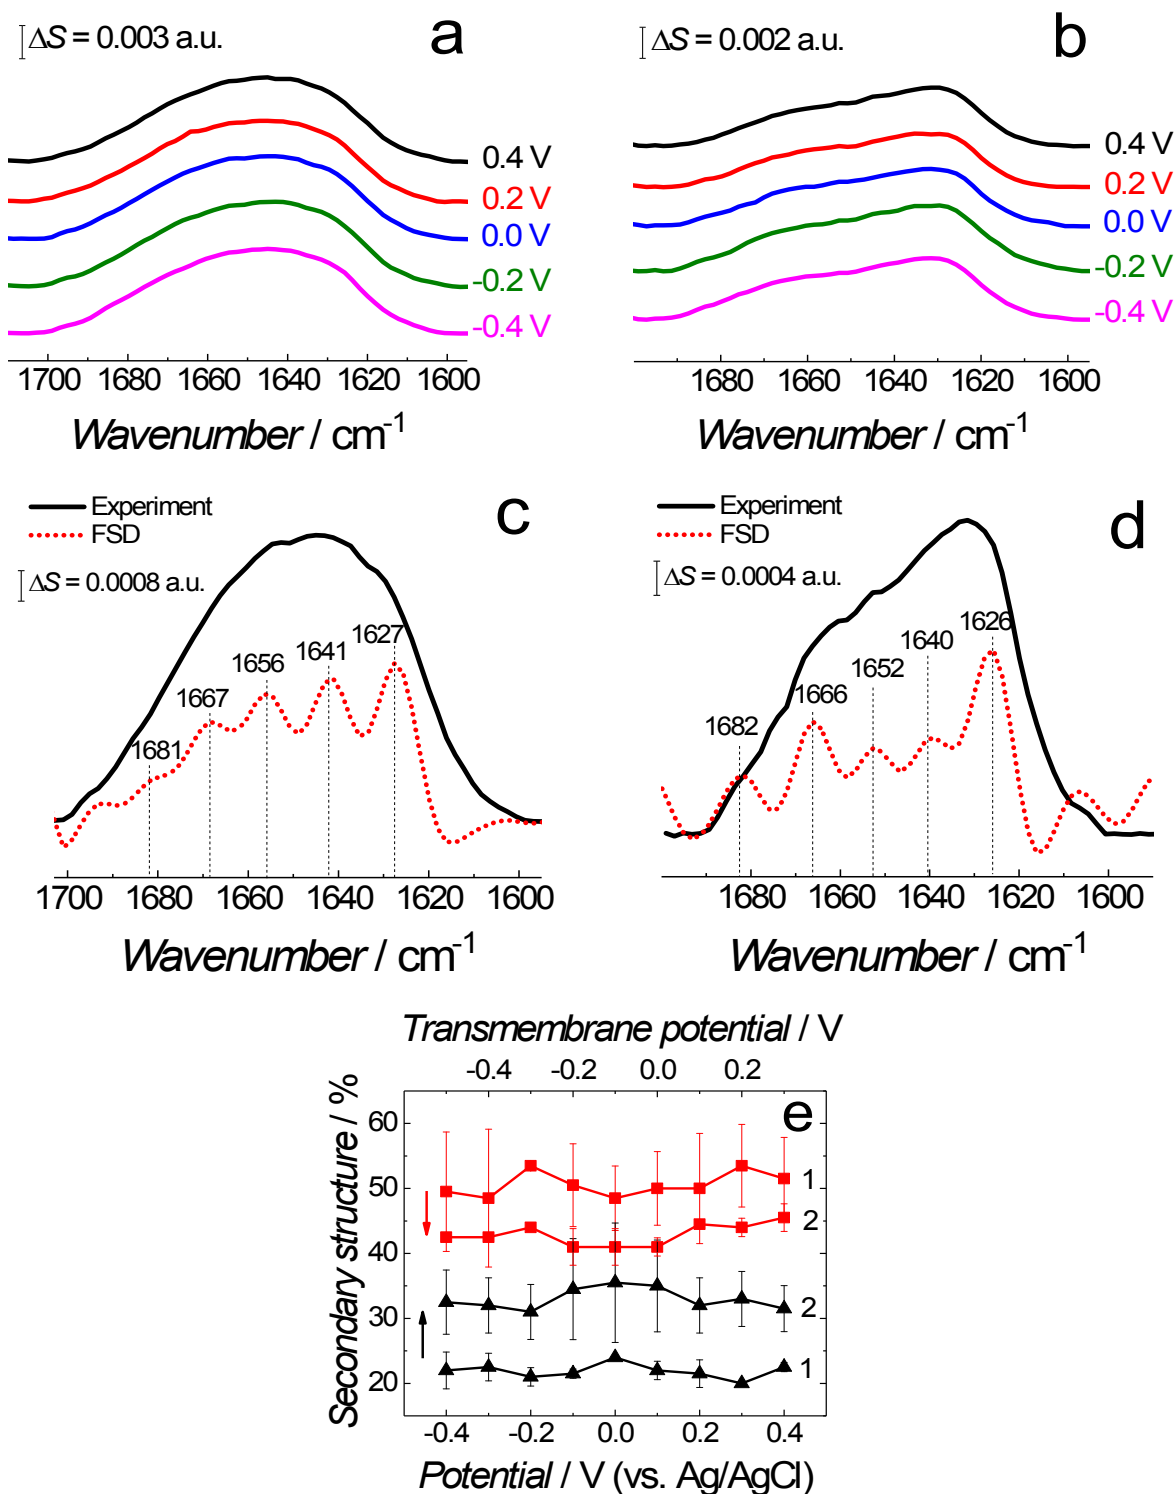 ΔS = 0.003 a.u.
a
0.4 V
0.2 V
0.0 V
-0.2 V
-0.4 V
1700 1680 1660 1640 1620 1600
Wavenumber / cm⁻¹
ΔS = 0.002 a.u.
b
0.4 V
0.2 V
0.0 V
-0.2 V
-0.4 V
1680 1660 1640 1620 1600
Wavenumber / cm⁻¹
Experiment
FSD
c
ΔS = 0.0008 a.u.
1681
1667
1656
1641
1627
1700 1680 1660 1640 1620 1600
Wavenumber / cm⁻¹
Experiment
FSD
d
ΔS = 0.0004 a.u.
1682
1666
1652
1640
1626
1680 1660 1640 1620 1600
Wavenumber / cm⁻¹
Transmembrane potential / V
-0.4 -0.2 0.0 0.2
e
Secondary structure / %
60
50
40
30
20
1
2
2
1
-0.4 -0.2 0.0 0.2 0.4
Potential / V (vs. Ag/AgCl)